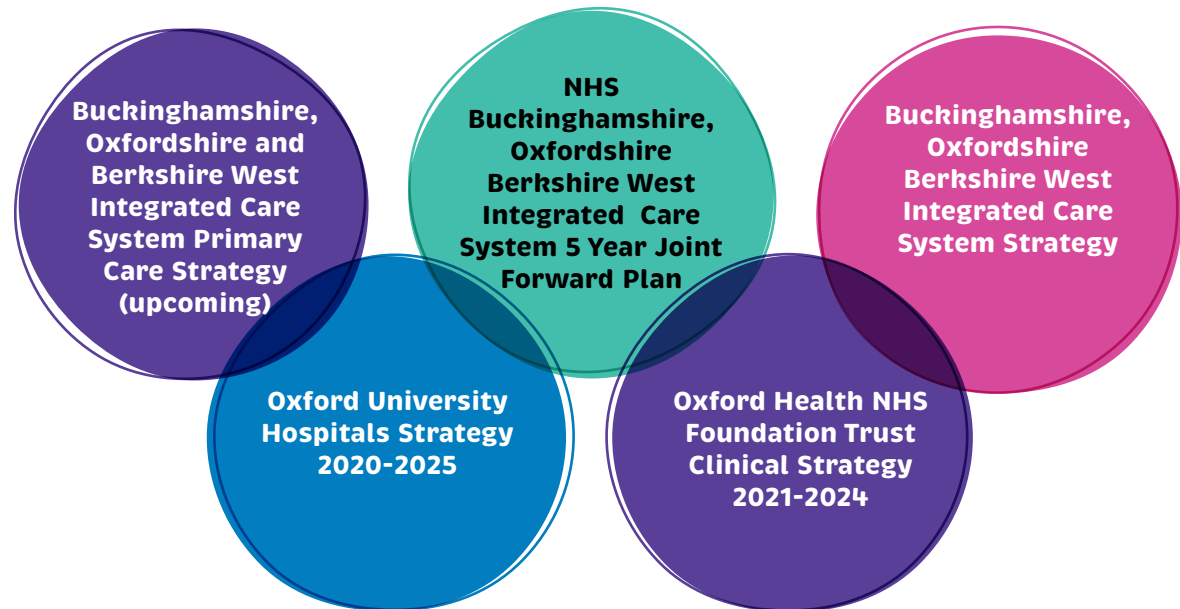 Buckinghamshire,
Oxfordshire and
Berkshire West
Integrated Care
System Primary
Care Strategy
(upcoming)
NHS
Buckinghamshire,
Oxfordshire
Berkshire West
Integrated Care
System 5 Year Joint
Forward Plan
Buckinghamshire,
Oxfordshire
Berkshire West
Integrated Care
System Strategy
Oxford University
Hospitals Strategy
2020-2025
Oxford Health NHS
Foundation Trust
Clinical Strategy
2021-2024